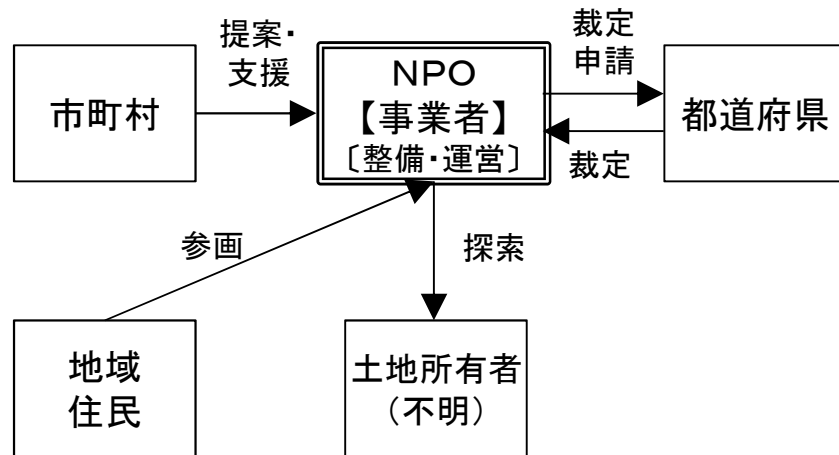 提案・
支援
裁定
申請
市町村
NPO
【事業者】
〔整備・運営〕
都道府県
裁定
参画
探索
地域
住民
土地所有者
（不明）